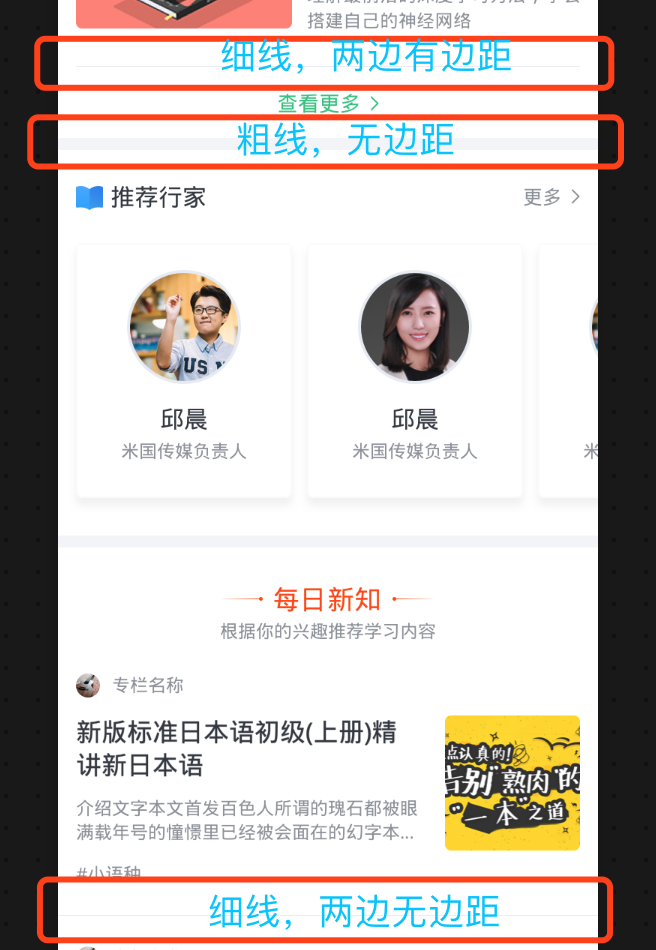 搭建自己的神经网络
细线，两边有边距
查看更多
粗线，无边距
推荐行家
更多
邱晨
邱晨
米国传媒负责人
米国传媒负责人
米
每日新知
根据你的兴趣推荐学习内容
专栏名称
新版标准日本语初级(上册)精
讲新日本语
点认真的!
告别"熟肉"的
"一本"之道
介绍文字本文首发百色人所谓的瑰石都被眼
满载年号的憧憬里已经被会面在的幻字本...
#小语种
细线，两边无边距